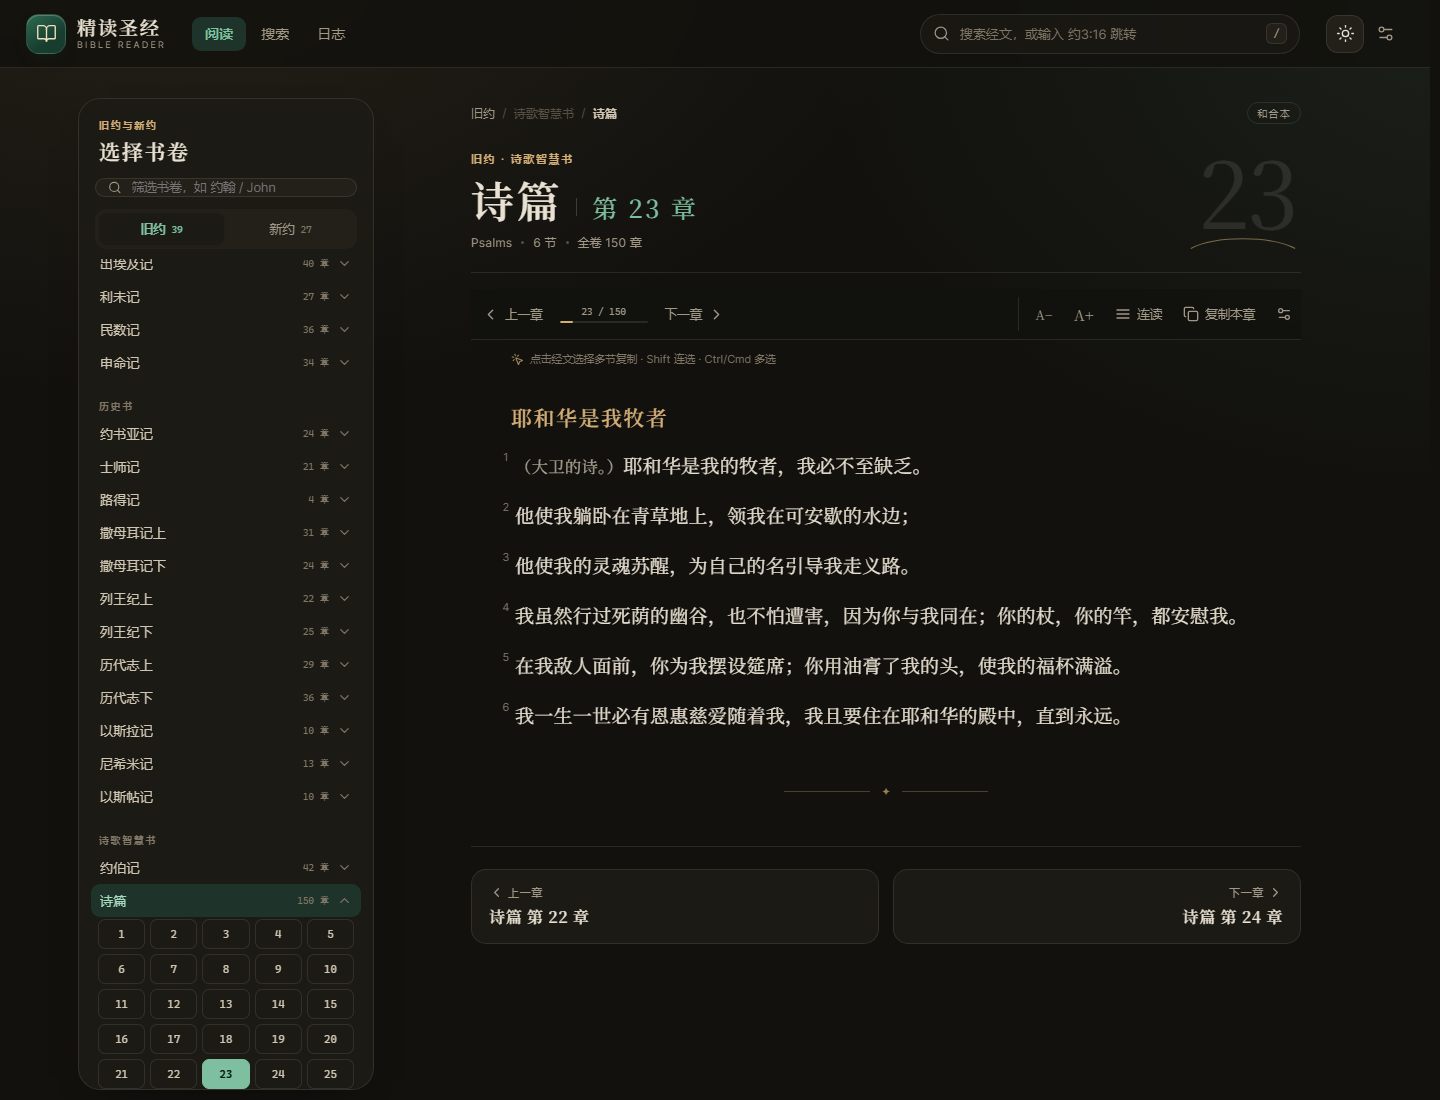 精读圣经
BIBLE READER
阅读 搜索 日志
搜索经文，或输入 约3:16 跳转 /
旧约与新约
选择书卷
筛选书卷，如 约翰 / John
旧约 39 新约 27
出埃及记 40 章
利未记 27 章
民数记 36 章
申命记 34 章
历史书
约书亚记 24 章
士师记 21 章
路得记 4 章
撒母耳记上 31 章
撒母耳记下 24 章
列王纪上 22 章
列王纪下 25 章
历代志上 29 章
历代志下 36 章
以斯拉记 10 章
尼希米记 13 章
以斯帖记 10 章
诗歌智慧书
约伯记 42 章
诗篇 150 章
1 2 3 4 5
6 7 8 9 10
11 12 13 14 15
16 17 18 19 20
21 22 23 24 25
旧约 / 诗歌智慧书 / 诗篇
和合本
旧约 · 诗歌智慧书
诗篇 第 23 章
23
Psalms • 6 节 • 全卷 150 章
上一章 23 / 150 下一章 A− A+ 连读 复制本章
点击经文选择多节复制 · Shift 连选 · Ctrl/Cmd 多选
耶和华是我牧者
1 （大卫的诗。）耶和华是我的牧者，我必不至缺乏。
2 他使我躺卧在青草地上，领我在可安歇的水边；
3 他使我的灵魂苏醒，为自己的名引导我走义路。
4 我虽然行过死荫的幽谷，也不怕遭害，因为你与我同在；你的杖，你的竿，都安慰我。
5 在我敌人面前，你为我摆设筵席；你用油膏了我的头，使我的福杯满溢。
6 我一生一世必有恩惠慈爱随着我，我且要住在耶和华的殿中，直到永远。
上一章
诗篇 第 22 章
下一章
诗篇 第 24 章